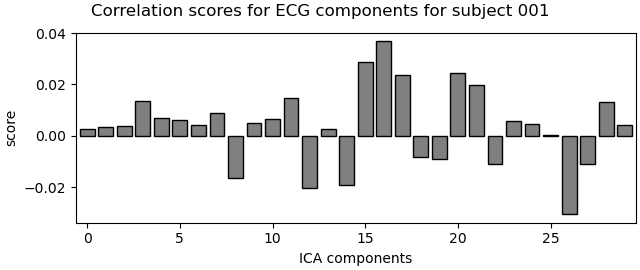 Correlation scores for ECG components for subject 001
0.04
0.02
0.00
−0.02
score
0 5 10 15 20 25
ICA components